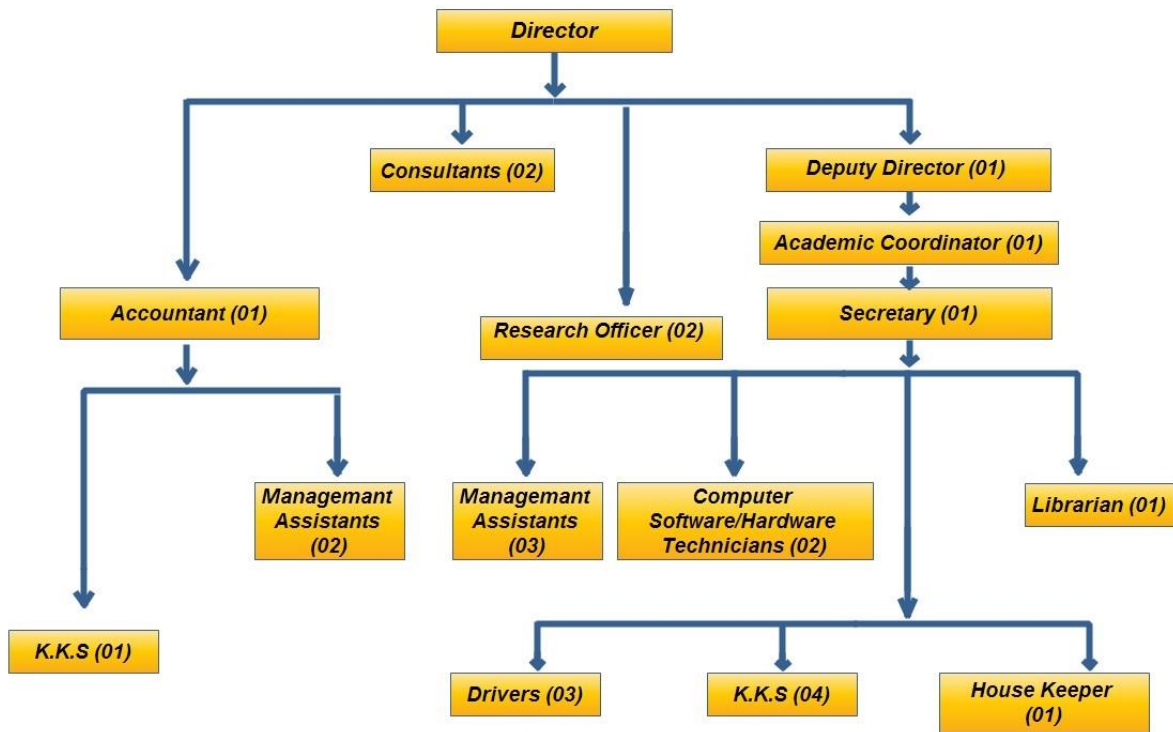 Director
Consultants (02)
Deputy Director (01)
Academic Coordinator (01)
Accountant (01)
Research Officer (02)
Secretary (01)
Managemant
Assistants
(02)
Managemant
Assistants
(03)
Computer
Software/Hardware
Technicians (02)
Librarian (01)
K.K.S (01)
Drivers (03)
K.K.S (04)
House Keeper
(01)